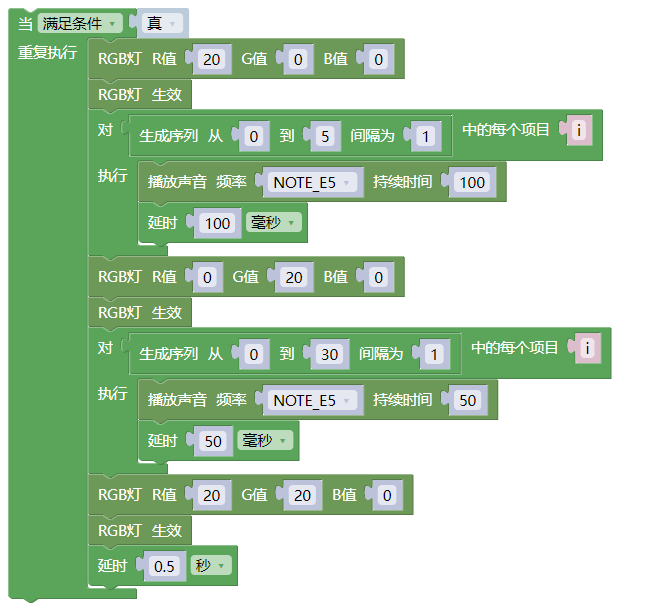 当 满足条件 真
重复执行 RGB灯 R值 20 G值 0 B值 0
RGB灯 生效
对 生成序列 从 0 到 5 间隔为 1 中的每个项目 i
执行 播放声音 频率 NOTE_E5 持续时间 100
延时 100 毫秒
RGB灯 R值 0 G值 20 B值 0
RGB灯 生效
对 生成序列 从 0 到 30 间隔为 1 中的每个项目 i
执行 播放声音 频率 NOTE_E5 持续时间 50
延时 50 毫秒
RGB灯 R值 20 G值 20 B值 0
RGB灯 生效
延时 0.5 秒